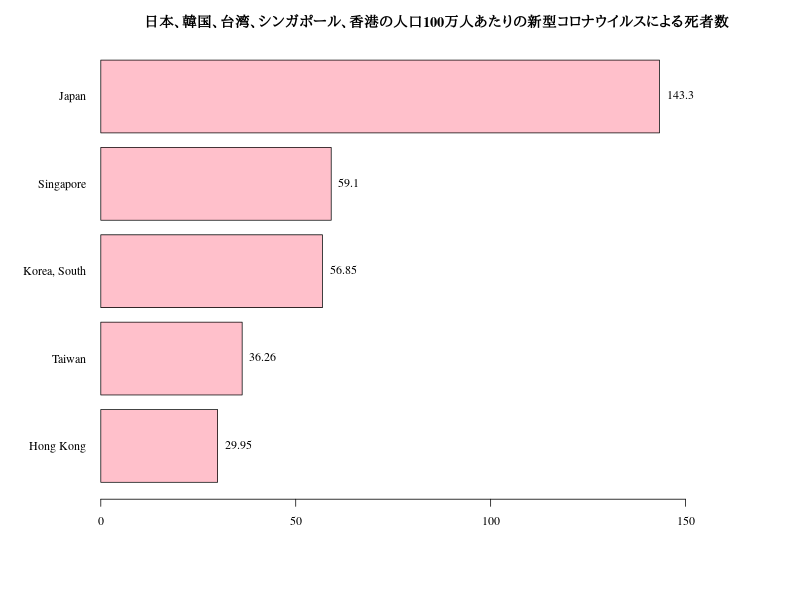 日本、韓国、台湾、シンガポール、香港の人口100万人あたりの新型コロナウイルスによる死者数
Japan 143.3
Singapore 59.1
Korea, South 56.85
Taiwan 36.26
Hong Kong 29.95
0 50 100 150